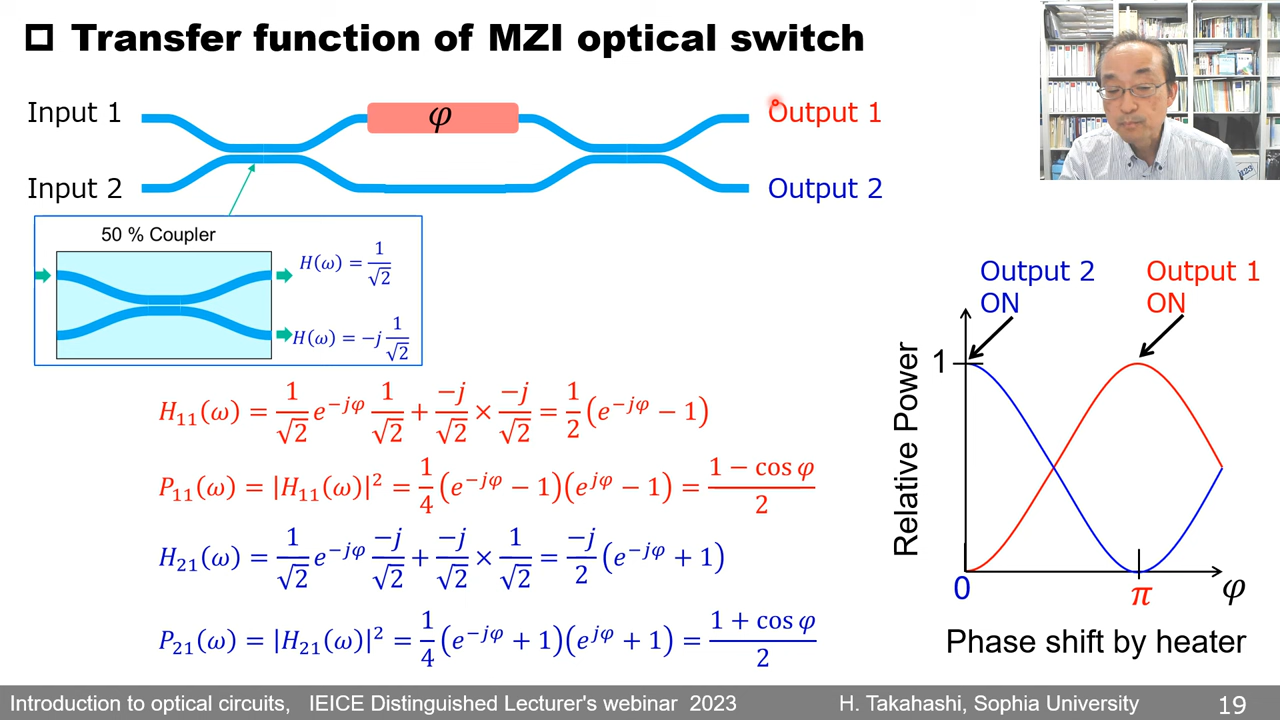 Transfer function of MZI optical switch
Input 1
φ
Output 1
Input 2
Output 2
50 % Coupler
H(ω) = 1/√2
H(ω) = −j 1/√2
H₁₁(ω) = 1/√2 e^{−jφ} 1/√2 + −j/√2 × −j/√2 = 1/2 (e^{−jφ} − 1)
P₁₁(ω) = |H₁₁(ω)|² = 1/4 (e^{−jφ} − 1)(e^{jφ} − 1) = (1 − cos φ)/2
H₂₁(ω) = 1/√2 e^{−jφ} −j/√2 + −j/√2 × 1/√2 = −j/2 (e^{−jφ} + 1)
P₂₁(ω) = |H₂₁(ω)|² = 1/4 (e^{−jφ} + 1)(e^{jφ} + 1) = (1 + cos φ)/2
Output 2
ON
Output 1
ON
Relative Power
1
0
π
φ
Phase shift by heater
Introduction to optical circuits, IEICE Distinguished Lecturer's webinar 2023
H. Takahashi, Sophia University
19